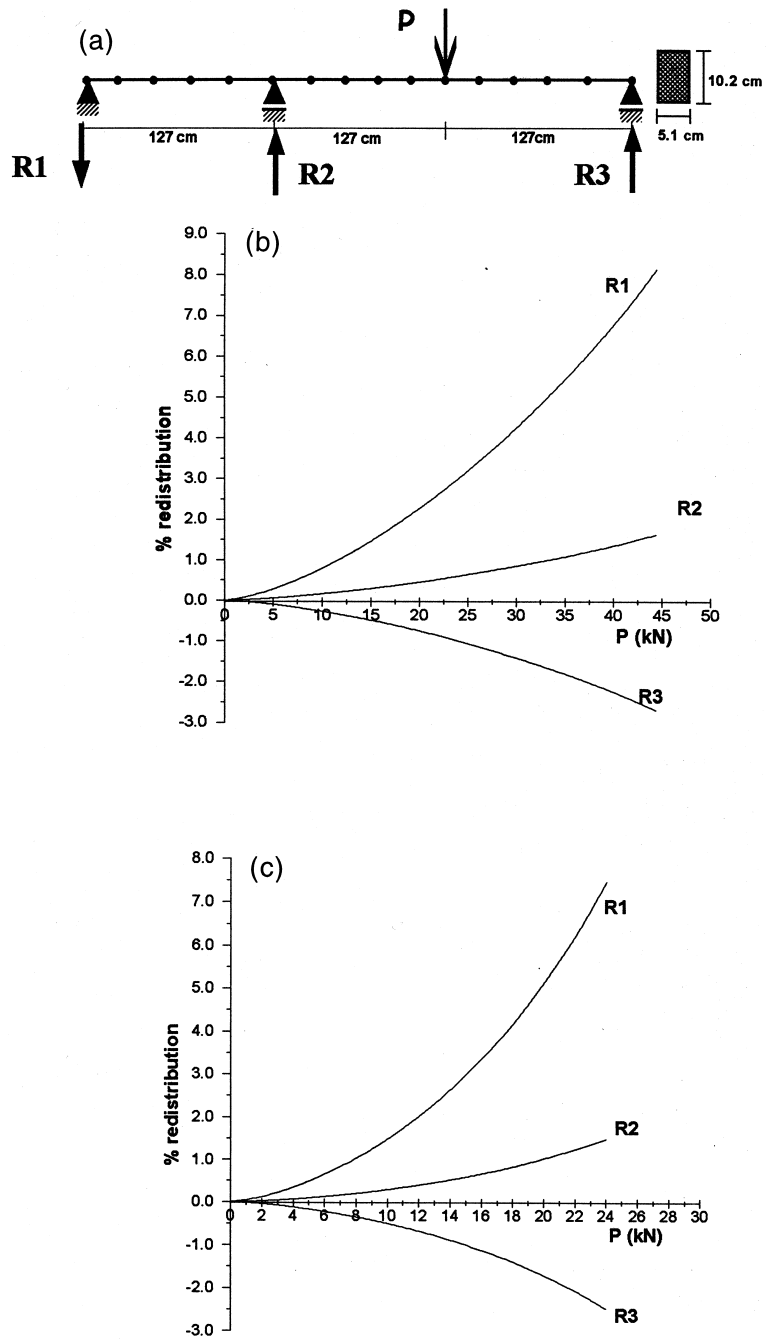 (a)
P
10.2 cm
5.1 cm
127 cm
127 cm
127cm
R1
R2
R3
(b)
9.0
8.0
7.0
6.0
5.0
4.0
3.0
2.0
1.0
0.0
-1.0
-2.0
-3.0
% redistribution
R1
R2
R3
0 5 10 15 20 25 30 35 40 45 50
P (kN)
(c)
8.0
7.0
6.0
5.0
4.0
3.0
2.0
1.0
0.0
-1.0
-2.0
-3.0
% redistribution
R1
R2
R3
0 2 4 6 8 10 12 14 16 18 20 22 24 26 28 30
P (kN)